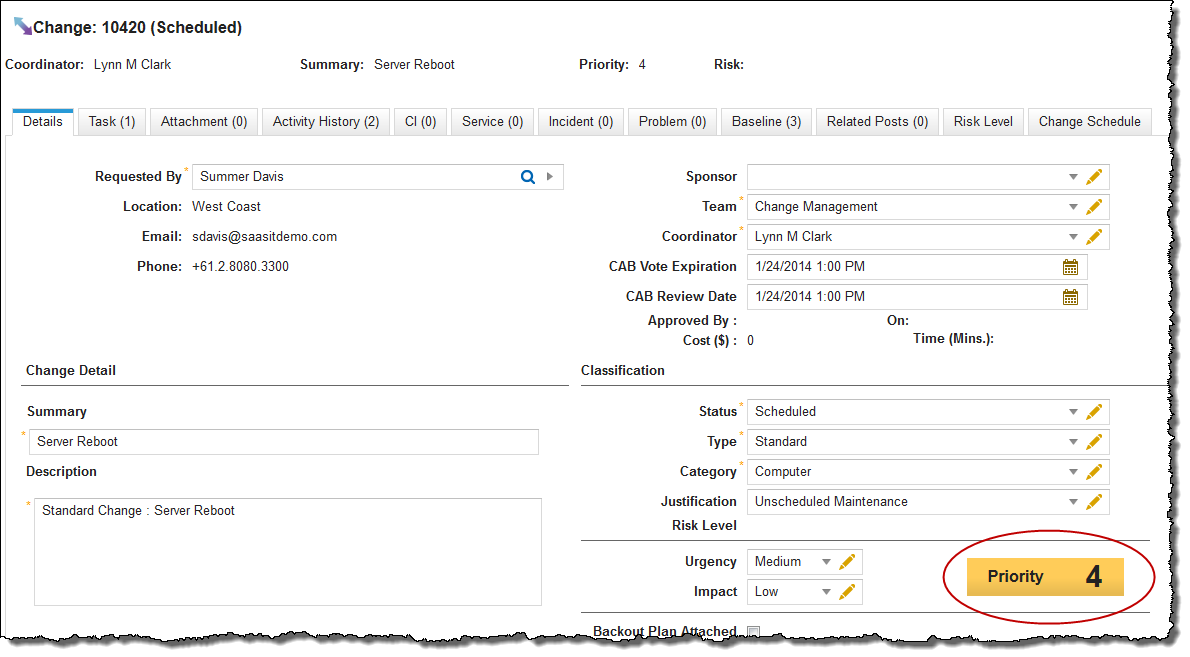 Change: 10420 (Scheduled)
Coordinator: Lynn M Clark Summary: Server Reboot Priority: 4 Risk:
Details Task (1) Attachment (0) Activity History (2) CI (0) Service (0) Incident (0) Problem (0) Baseline (3) Related Posts (0) Risk Level Change Schedule
Requested By * Summer Davis
Location: West Coast
Email: sdavis@saasitdemo.com
Phone: +61.2.8080.3300
Sponsor
Team * Change Management
Coordinator * Lynn M Clark
CAB Vote Expiration 1/24/2014 1:00 PM
CAB Review Date 1/24/2014 1:00 PM
Approved By : On:
Cost ($) : 0 Time (Mins.):
Change Detail
Summary
* Server Reboot
Description
* Standard Change : Server Reboot
Classification
Status * Scheduled
Type * Standard
Category * Computer
Justification Unscheduled Maintenance
Risk Level
Urgency Medium
Impact Low
Priority 4
Backout Plan Attached